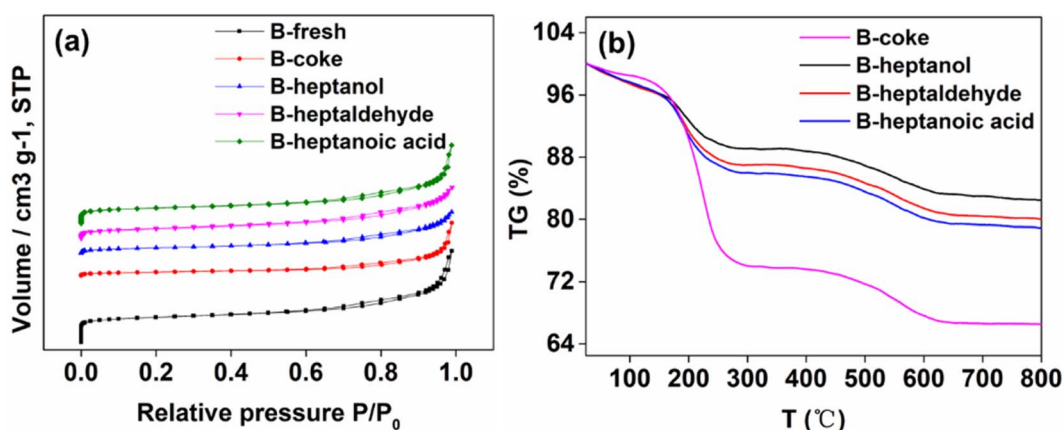 (a)
B-fresh
B-coke
B-heptanol
B-heptaldehyde
B-heptanoic acid
Volume / cm3 g-1, STP
0.0 0.2 0.4 0.6 0.8 1.0
Relative pressure P/P0
(b)
B-coke
B-heptanol
B-heptaldehyde
B-heptanoic acid
TG (%)
104
96
88
80
72
64
100 200 300 400 500 600 700 800
T (℃)